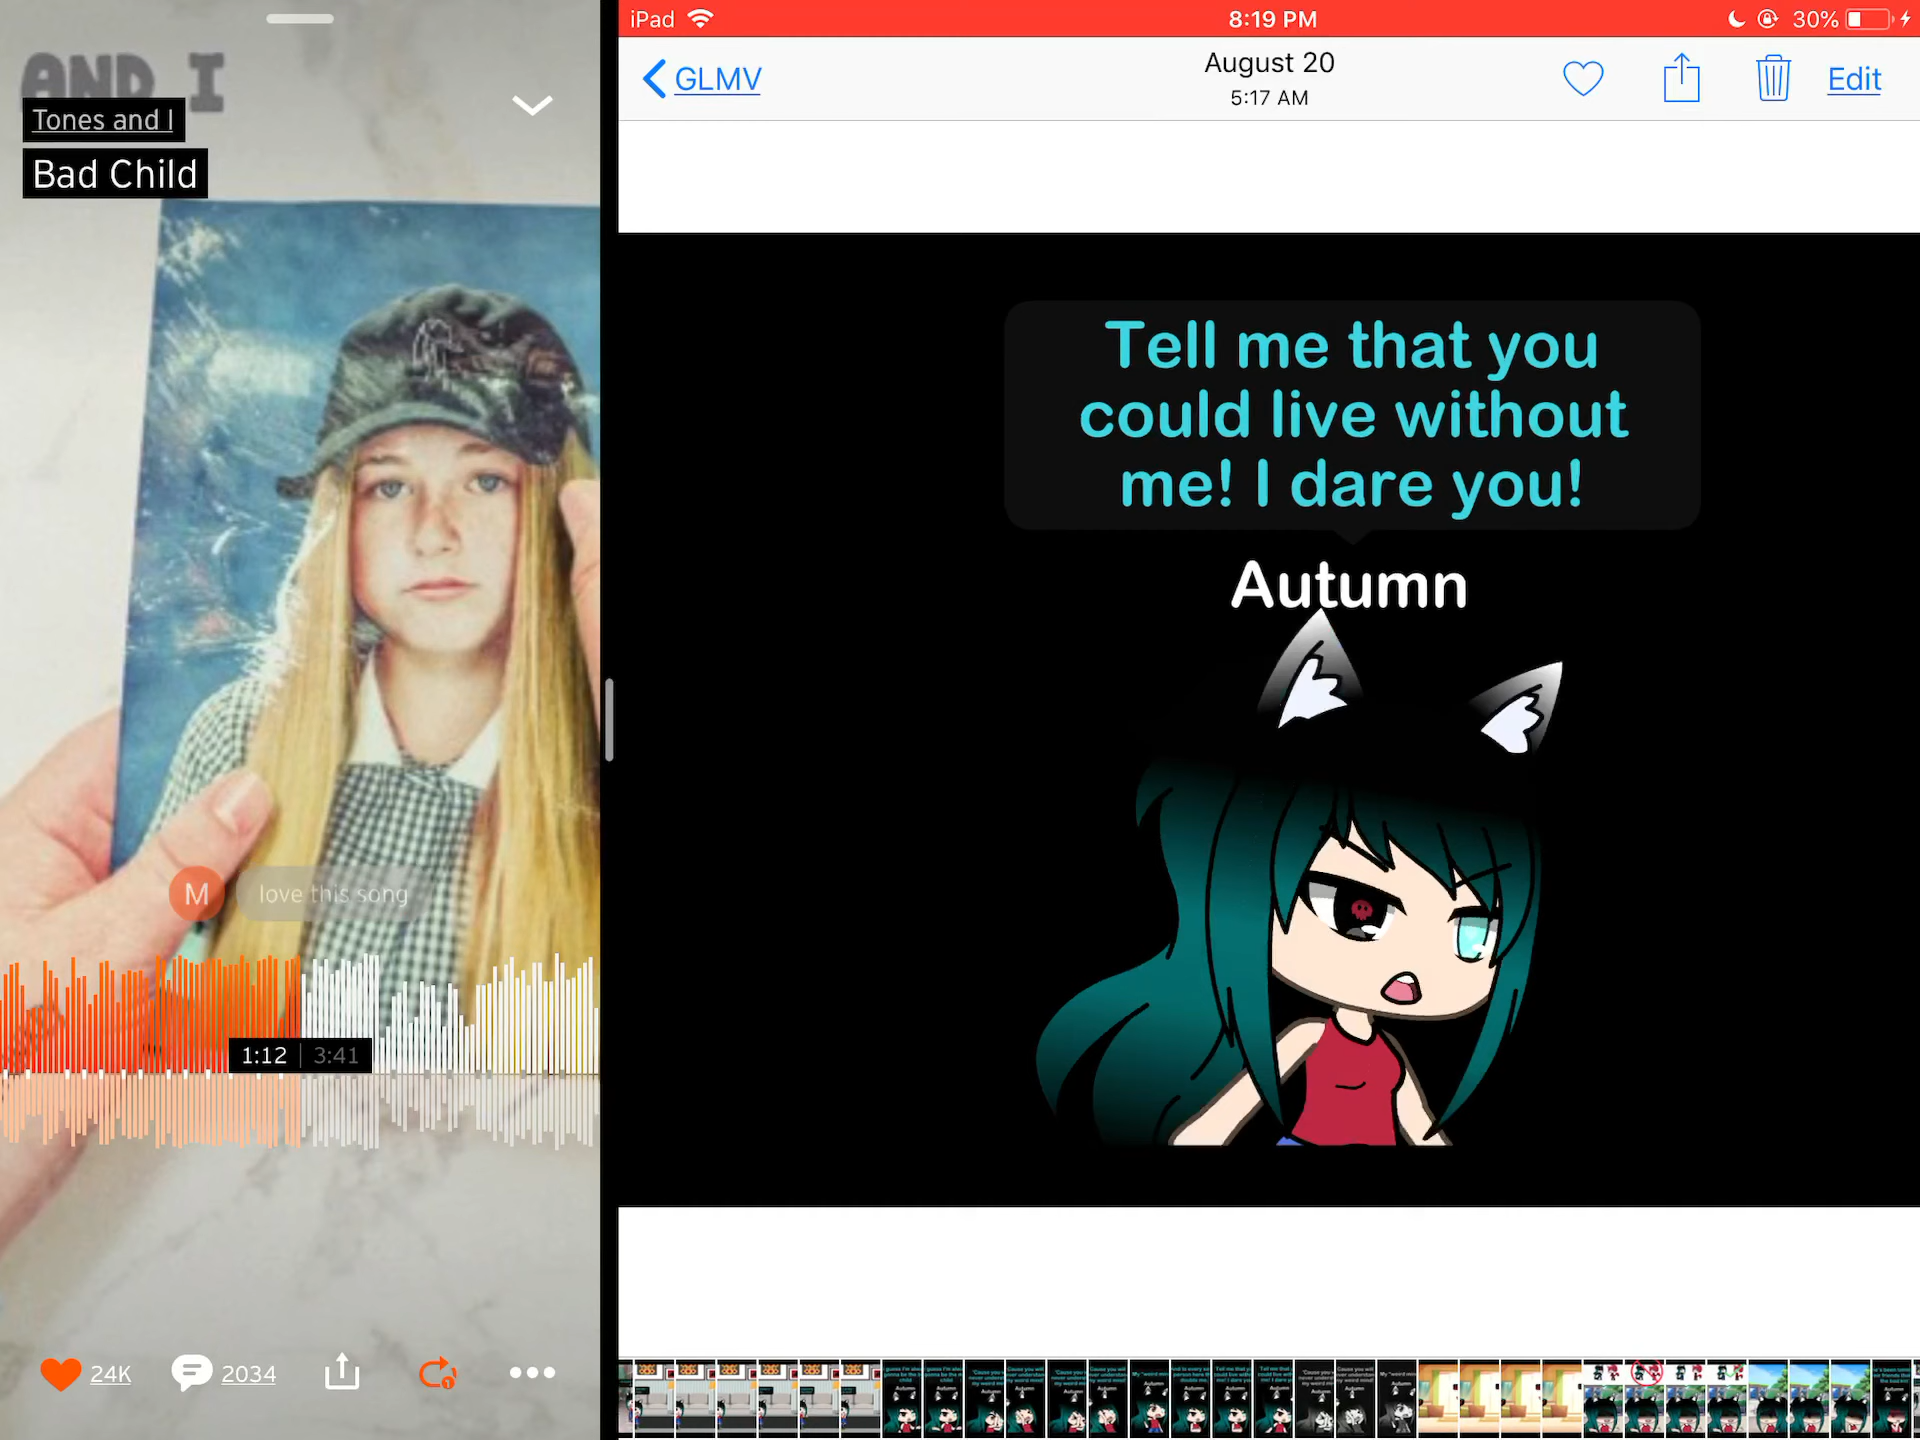 AND I
Tones and I
Bad Child
M
love this song
1:12 | 3:41
24K
2034
iPad
8:19 PM
30%
GLMV
August 20
5:17 AM
Edit
Tell me that you
could live without
me! I dare you!
Autumn